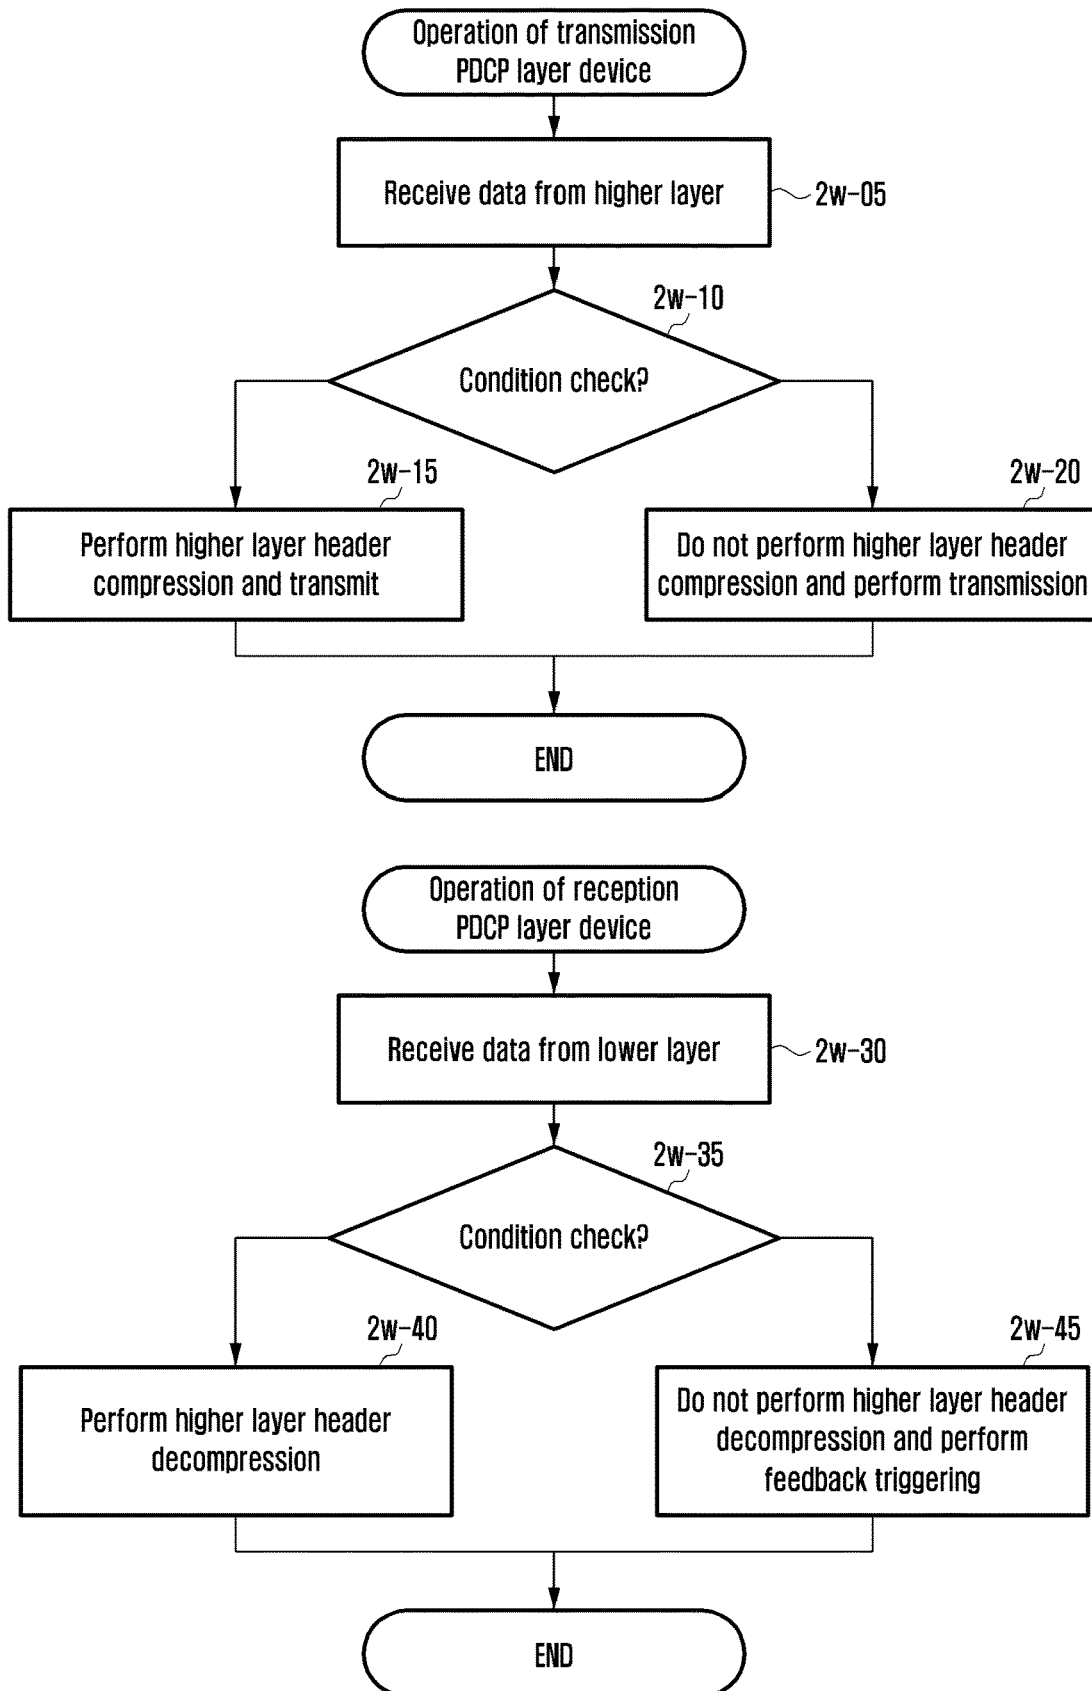 Operation of transmission
PDCP layer device
Receive data from higher layer
2w-05
2w-10
Condition check?
2w-15
Perform higher layer header
compression and transmit
2w-20
Do not perform higher layer header
compression and perform transmission
END
Operation of reception
PDCP layer device
Receive data from lower layer
2w-30
2w-35
Condition check?
2w-40
Perform higher layer header
decompression
2w-45
Do not perform higher layer header
decompression and perform
feedback triggering
END